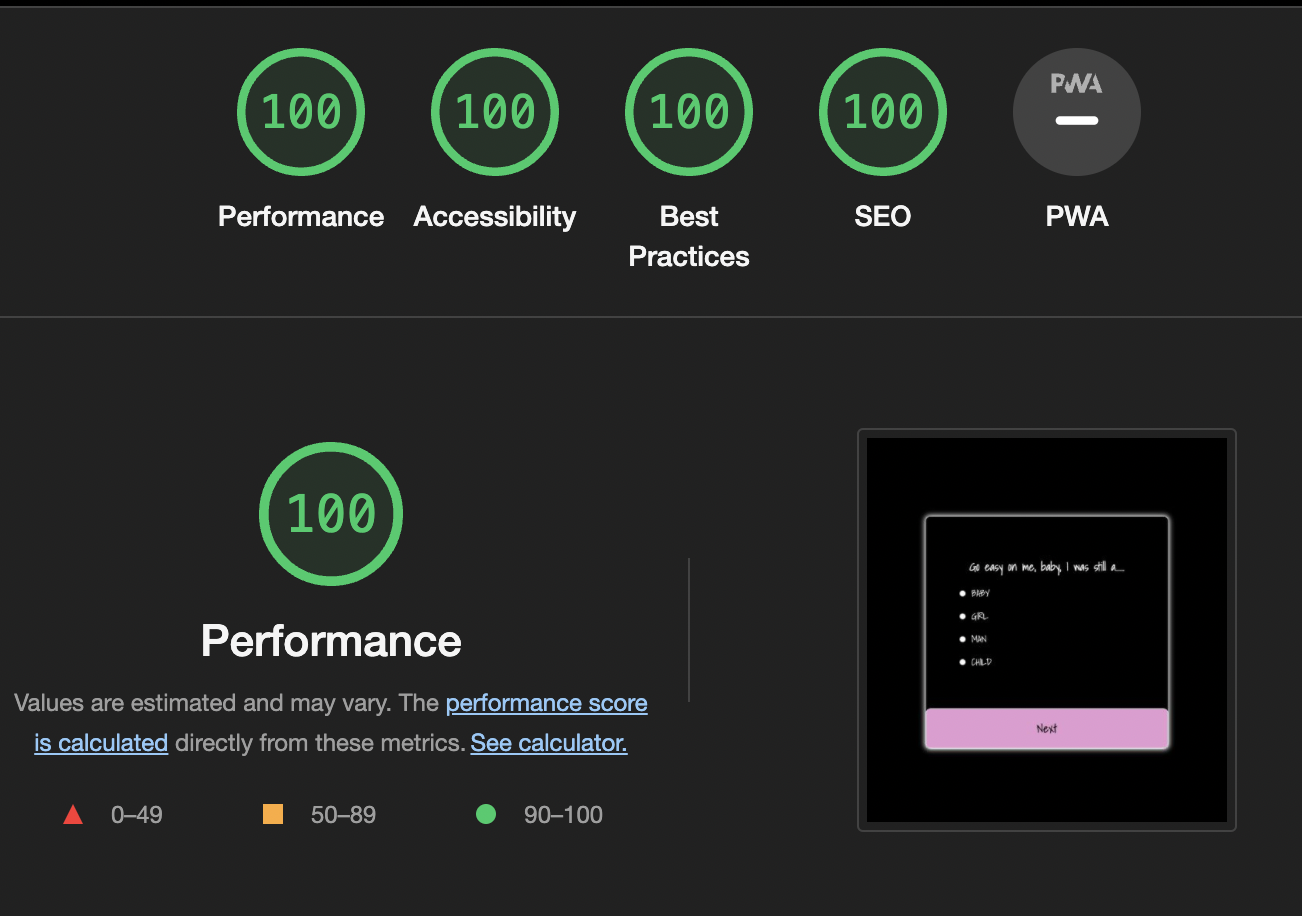 100 100 100 100 PWA
Performance Accessibility Best Practices SEO PWA
100
Performance
Values are estimated and may vary. The performance score
is calculated directly from these metrics. See calculator.
0–49 50–89 90–100
Go easy on me, baby, I was still a....
BABY
GIRL
MAN
CHILD
Next